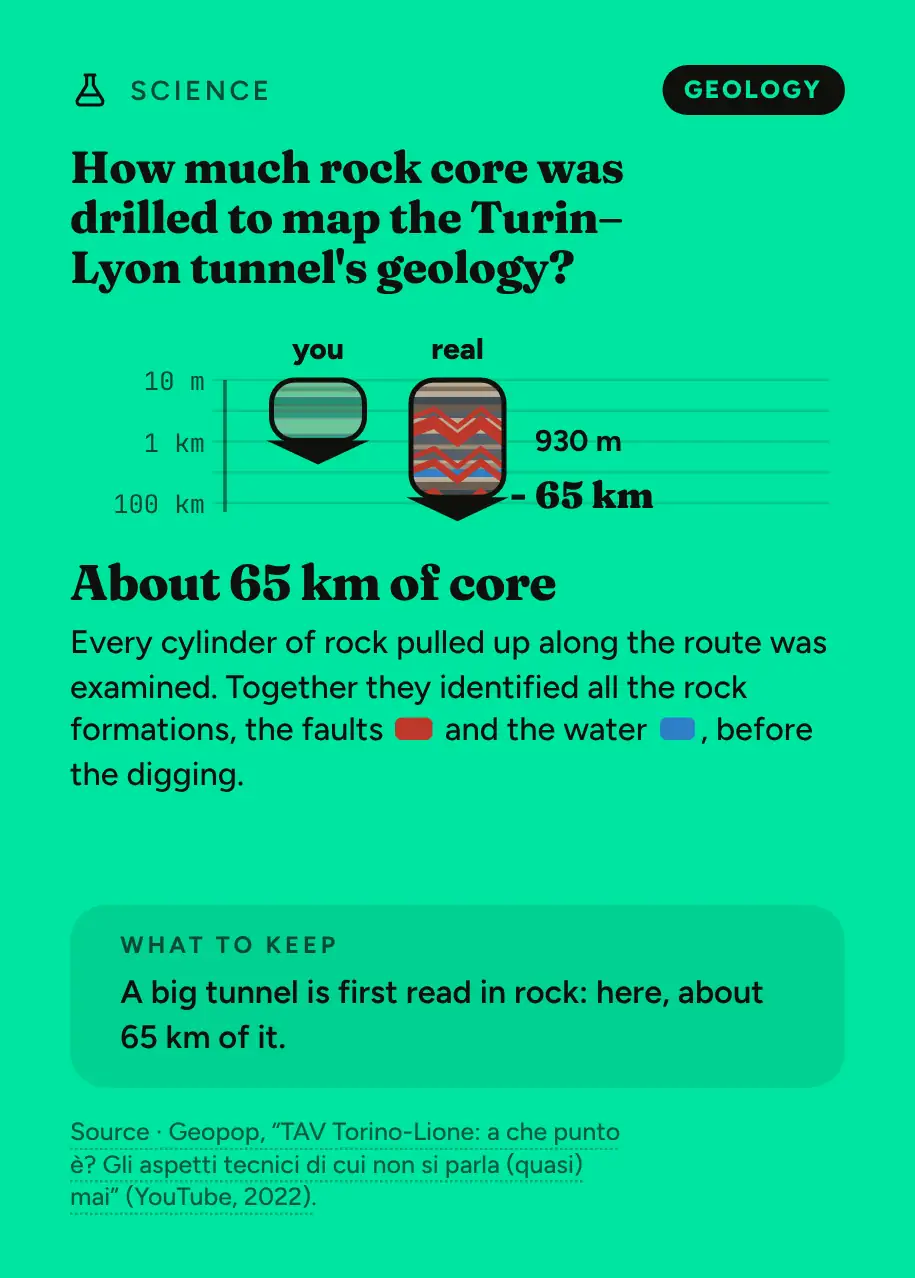 SCIENCE
GEOLOGY
How much rock core was
drilled to map the Turin–
Lyon tunnel's geology?
you
real
10 m
1 km
100 km
930 m
65 km
About 65 km of core
Every cylinder of rock pulled up along the route was
examined. Together they identified all the rock
formations, the faults and the water , before
the digging.
WHAT TO KEEP
A big tunnel is first read in rock: here, about
65 km of it.
Source · Geopop, “TAV Torino-Lione: a che punto
è? Gli aspetti tecnici di cui non si parla (quasi)
mai” (YouTube, 2022).